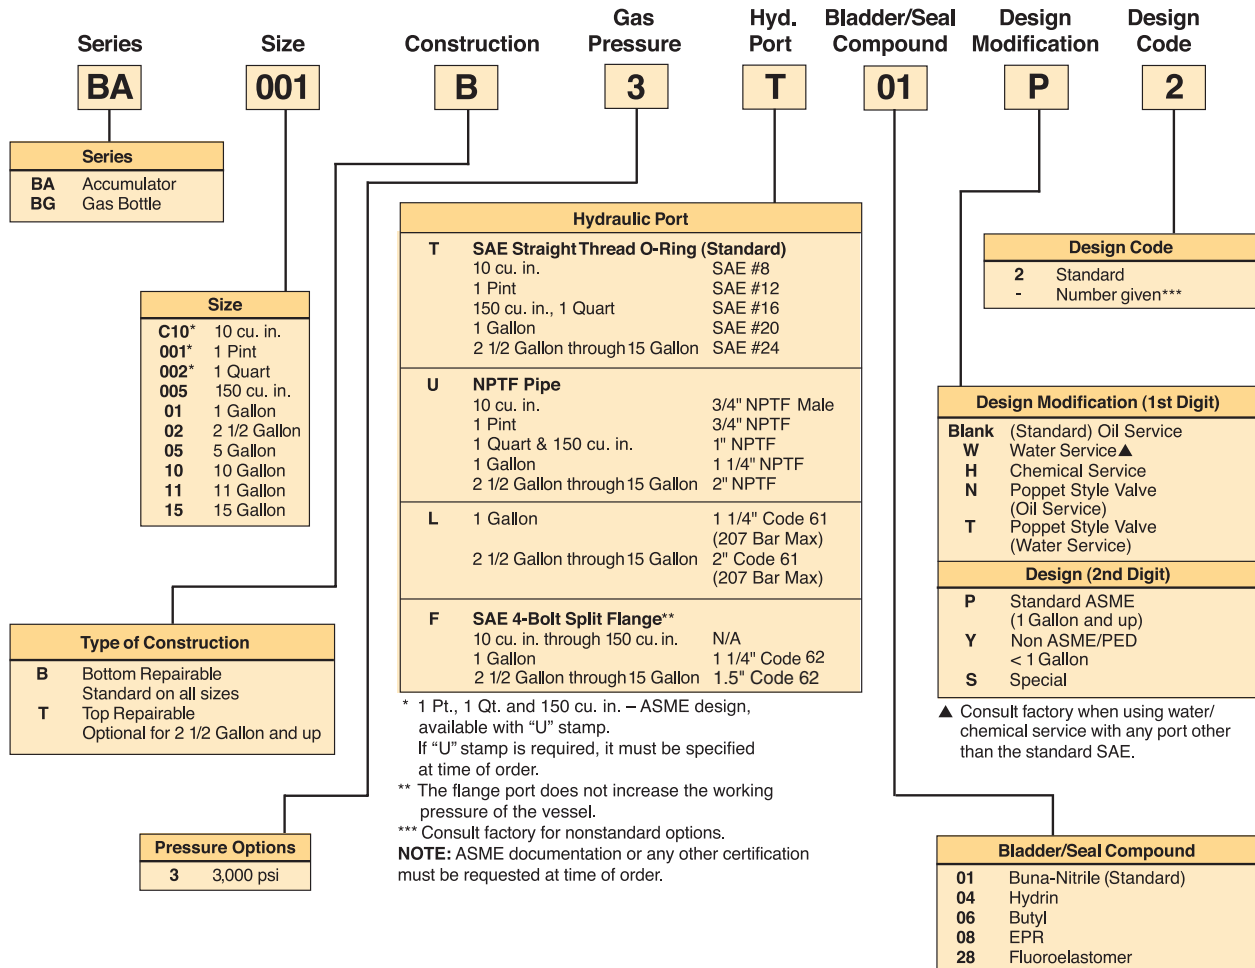 Series
Size
Construction
Gas
Pressure
Hyd.
Port
Bladder/Seal
Compound
Design
Modification
Design
Code
BA
001
B
3
T
01
P
2
Series
BA Accumulator
BG Gas Bottle
Size
C10* 10 cu. in.
001* 1 Pint
002* 1 Quart
005 150 cu. in.
01 1 Gallon
02 2 1/2 Gallon
05 5 Gallon
10 10 Gallon
11 11 Gallon
15 15 Gallon
Type of Construction
B Bottom Repairable
Standard on all sizes
T Top Repairable
Optional for 2 1/2 Gallon and up
Pressure Options
3 3,000 psi
Hydraulic Port
T SAE Straight Thread O-Ring (Standard)
10 cu. in. SAE #8
1 Pint SAE #12
150 cu. in., 1 Quart SAE #16
1 Gallon SAE #20
2 1/2 Gallon through 15 Gallon SAE #24
U NPTF Pipe
10 cu. in. 3/4" NPTF Male
1 Pint 3/4" NPTF
1 Quart & 150 cu. in. 1" NPTF
1 Gallon 1 1/4" NPTF
2 1/2 Gallon through 15 Gallon 2" NPTF
L 1 Gallon 1 1/4" Code 61
(207 Bar Max)
2 1/2 Gallon through 15 Gallon 2" Code 61
(207 Bar Max)
F SAE 4-Bolt Split Flange**
10 cu. in. through 150 cu. in. N/A
1 Gallon 1 1/4" Code 62
2 1/2 Gallon through 15 Gallon 1.5" Code 62
* 1 Pt., 1 Qt. and 150 cu. in. – ASME design,
available with “U” stamp.
If “U” stamp is required, it must be specified
at time of order.
** The flange port does not increase the working
pressure of the vessel.
*** Consult factory for nonstandard options.
NOTE: ASME documentation or any other certification
must be requested at time of order.
Design Code
2 Standard
- Number given***
Design Modification (1st Digit)
Blank (Standard) Oil Service
W Water Service▲
H Chemical Service
N Poppet Style Valve
(Oil Service)
T Poppet Style Valve
(Water Service)
Design (2nd Digit)
P Standard ASME
(1 Gallon and up)
Y Non ASME/PED
< 1 Gallon
S Special
▲ Consult factory when using water/
chemical service with any port other
than the standard SAE.
Bladder/Seal Compound
01 Buna-Nitrile (Standard)
04 Hydrin
06 Butyl
08 EPR
28 Fluoroelastomer